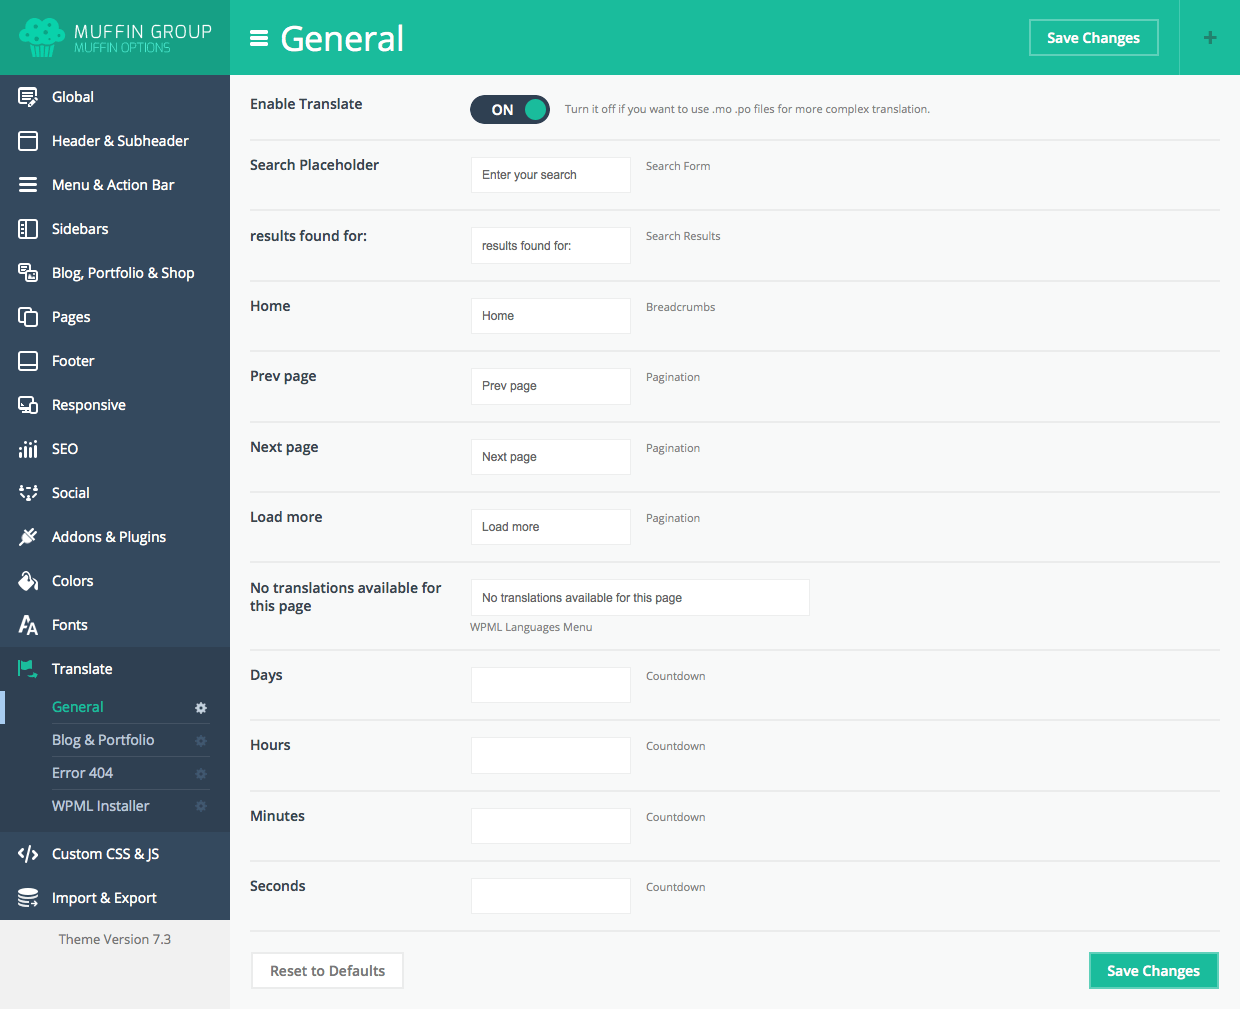 MUFFIN GROUP
MUFFIN OPTIONS
General
Save Changes
+
Global
Header & Subheader
Menu & Action Bar
Sidebars
Blog, Portfolio & Shop
Pages
Footer
Responsive
SEO
Social
Addons & Plugins
Colors
Fonts
Translate
General
Blog & Portfolio
Error 404
WPML Installer
Custom CSS & JS
Import & Export
Theme Version 7.3
Enable Translate
ON
Turn it off if you want to use .mo .po files for more complex translation.
Search Placeholder
Enter your search
Search Form
results found for:
results found for:
Search Results
Home
Home
Breadcrumbs
Prev page
Prev page
Pagination
Next page
Next page
Pagination
Load more
Load more
Pagination
No translations available for
this page
No translations available for this page
WPML Languages Menu
Days
Countdown
Hours
Countdown
Minutes
Countdown
Seconds
Countdown
Reset to Defaults
Save Changes